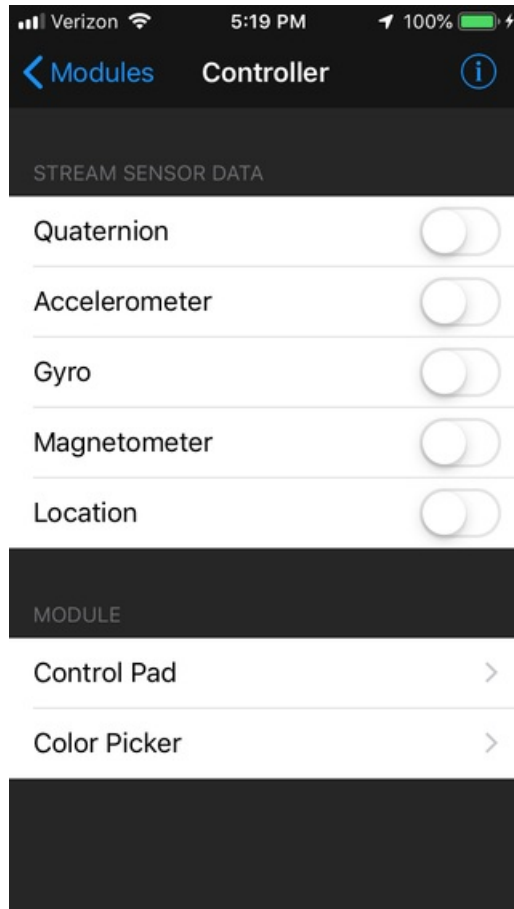 Verizon 5:19 PM 100%
Modules Controller i
STREAM SENSOR DATA
Quaternion
Accelerometer
Gyro
Magnetometer
Location
MODULE
Control Pad
Color Picker